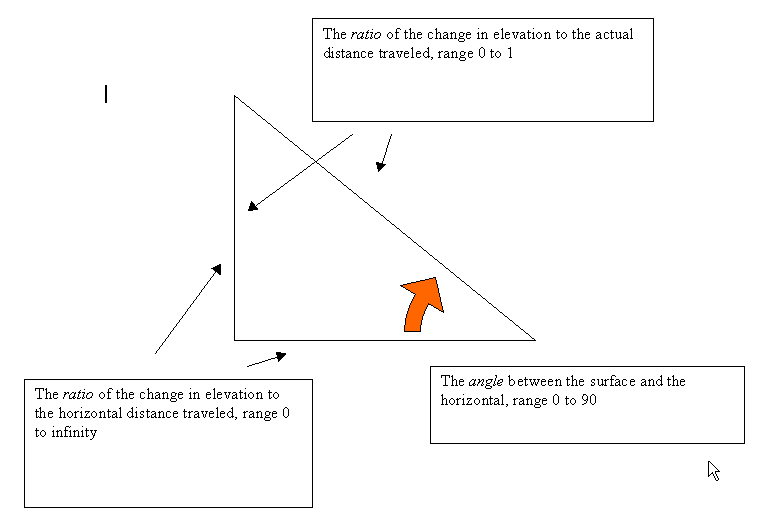 The ratio of the change in elevation to the actual
distance traveled, range 0 to 1
The ratio of the change in elevation to
the horizontal distance traveled, range 0
to infinity
The angle between the surface and the
horizontal, range 0 to 90